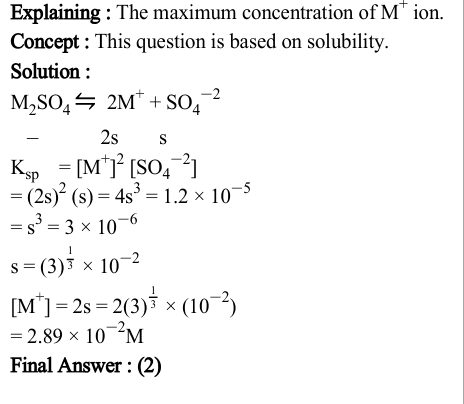 Explaining : The maximum concentration of M⁺ ion.
Concept : This question is based on solubility.
Solution :
M₂SO₄ ⇋ 2M⁺ + SO₄⁻²
– 2s s
Ksp = [M⁺]² [SO₄⁻²]
= (2s)² (s) = 4s³ = 1.2 × 10⁻⁵
= s³ = 3 × 10⁻⁶
s = (3)^(1/3) × 10⁻²
[M⁺] = 2s = 2(3)^(1/3) × (10⁻²)
= 2.89 × 10⁻²M
Final Answer : (2)